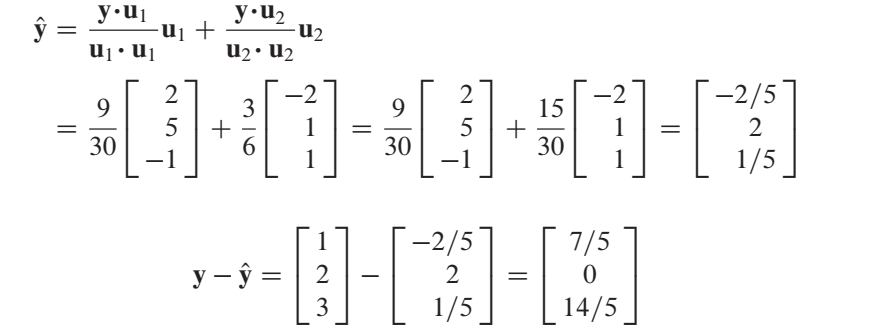 ŷ = (y·u₁)/(u₁·u₁) u₁ + (y·u₂)/(u₂·u₂) u₂
= 9/30 [2; 5; −1] + 3/6 [−2; 1; 1] = 9/30 [2; 5; −1] + 15/30 [−2; 1; 1] = [−2/5; 2; 1/5]
y − ŷ = [1; 2; 3] − [−2/5; 2; 1/5] = [7/5; 0; 14/5]